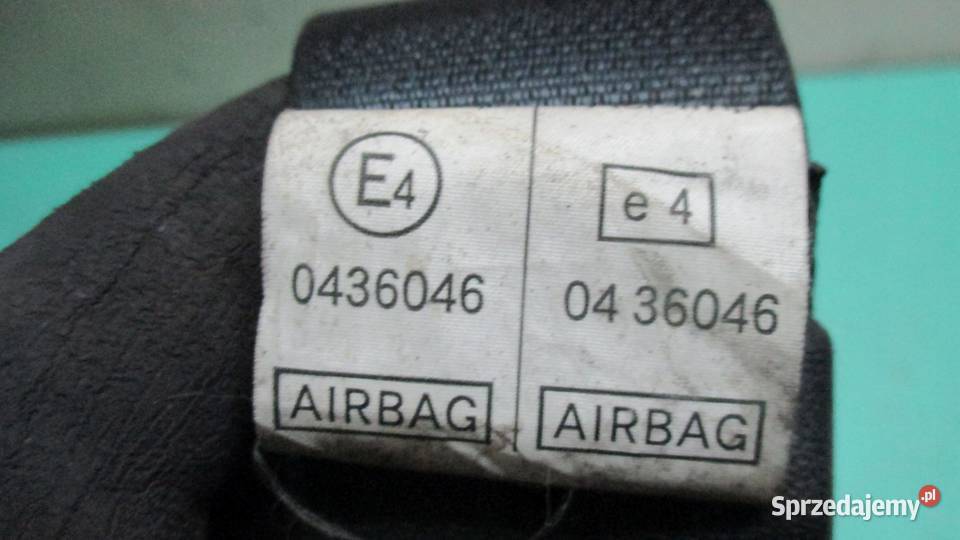 E4
0436046
AIRBAG
e 4
04 36046
AIRBAG
Sprzedajemy.pl